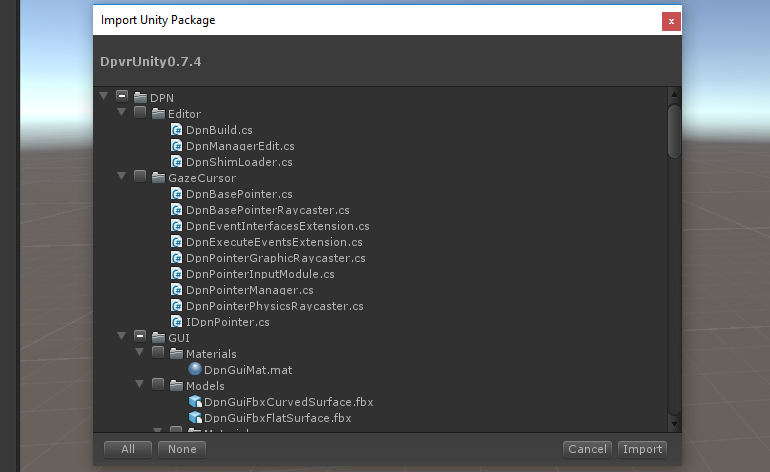 Import Unity Package
x
DpvrUnity0.7.4
DPN
Editor
DpnBuild.cs
DpnManagerEdit.cs
DpnShimLoader.cs
GazeCursor
DpnBasePointer.cs
DpnBasePointerRaycaster.cs
DpnEventInterfacesExtension.cs
DpnExecuteEventsExtension.cs
DpnPointerGraphicRaycaster.cs
DpnPointerInputModule.cs
DpnPointerManager.cs
DpnPointerPhysicsRaycaster.cs
IDpnPointer.cs
GUI
Materials
DpnGuiMat.mat
Models
DpnGuiFbxCurvedSurface.fbx
DpnGuiFbxFlatSurface.fbx
All None Cancel Import